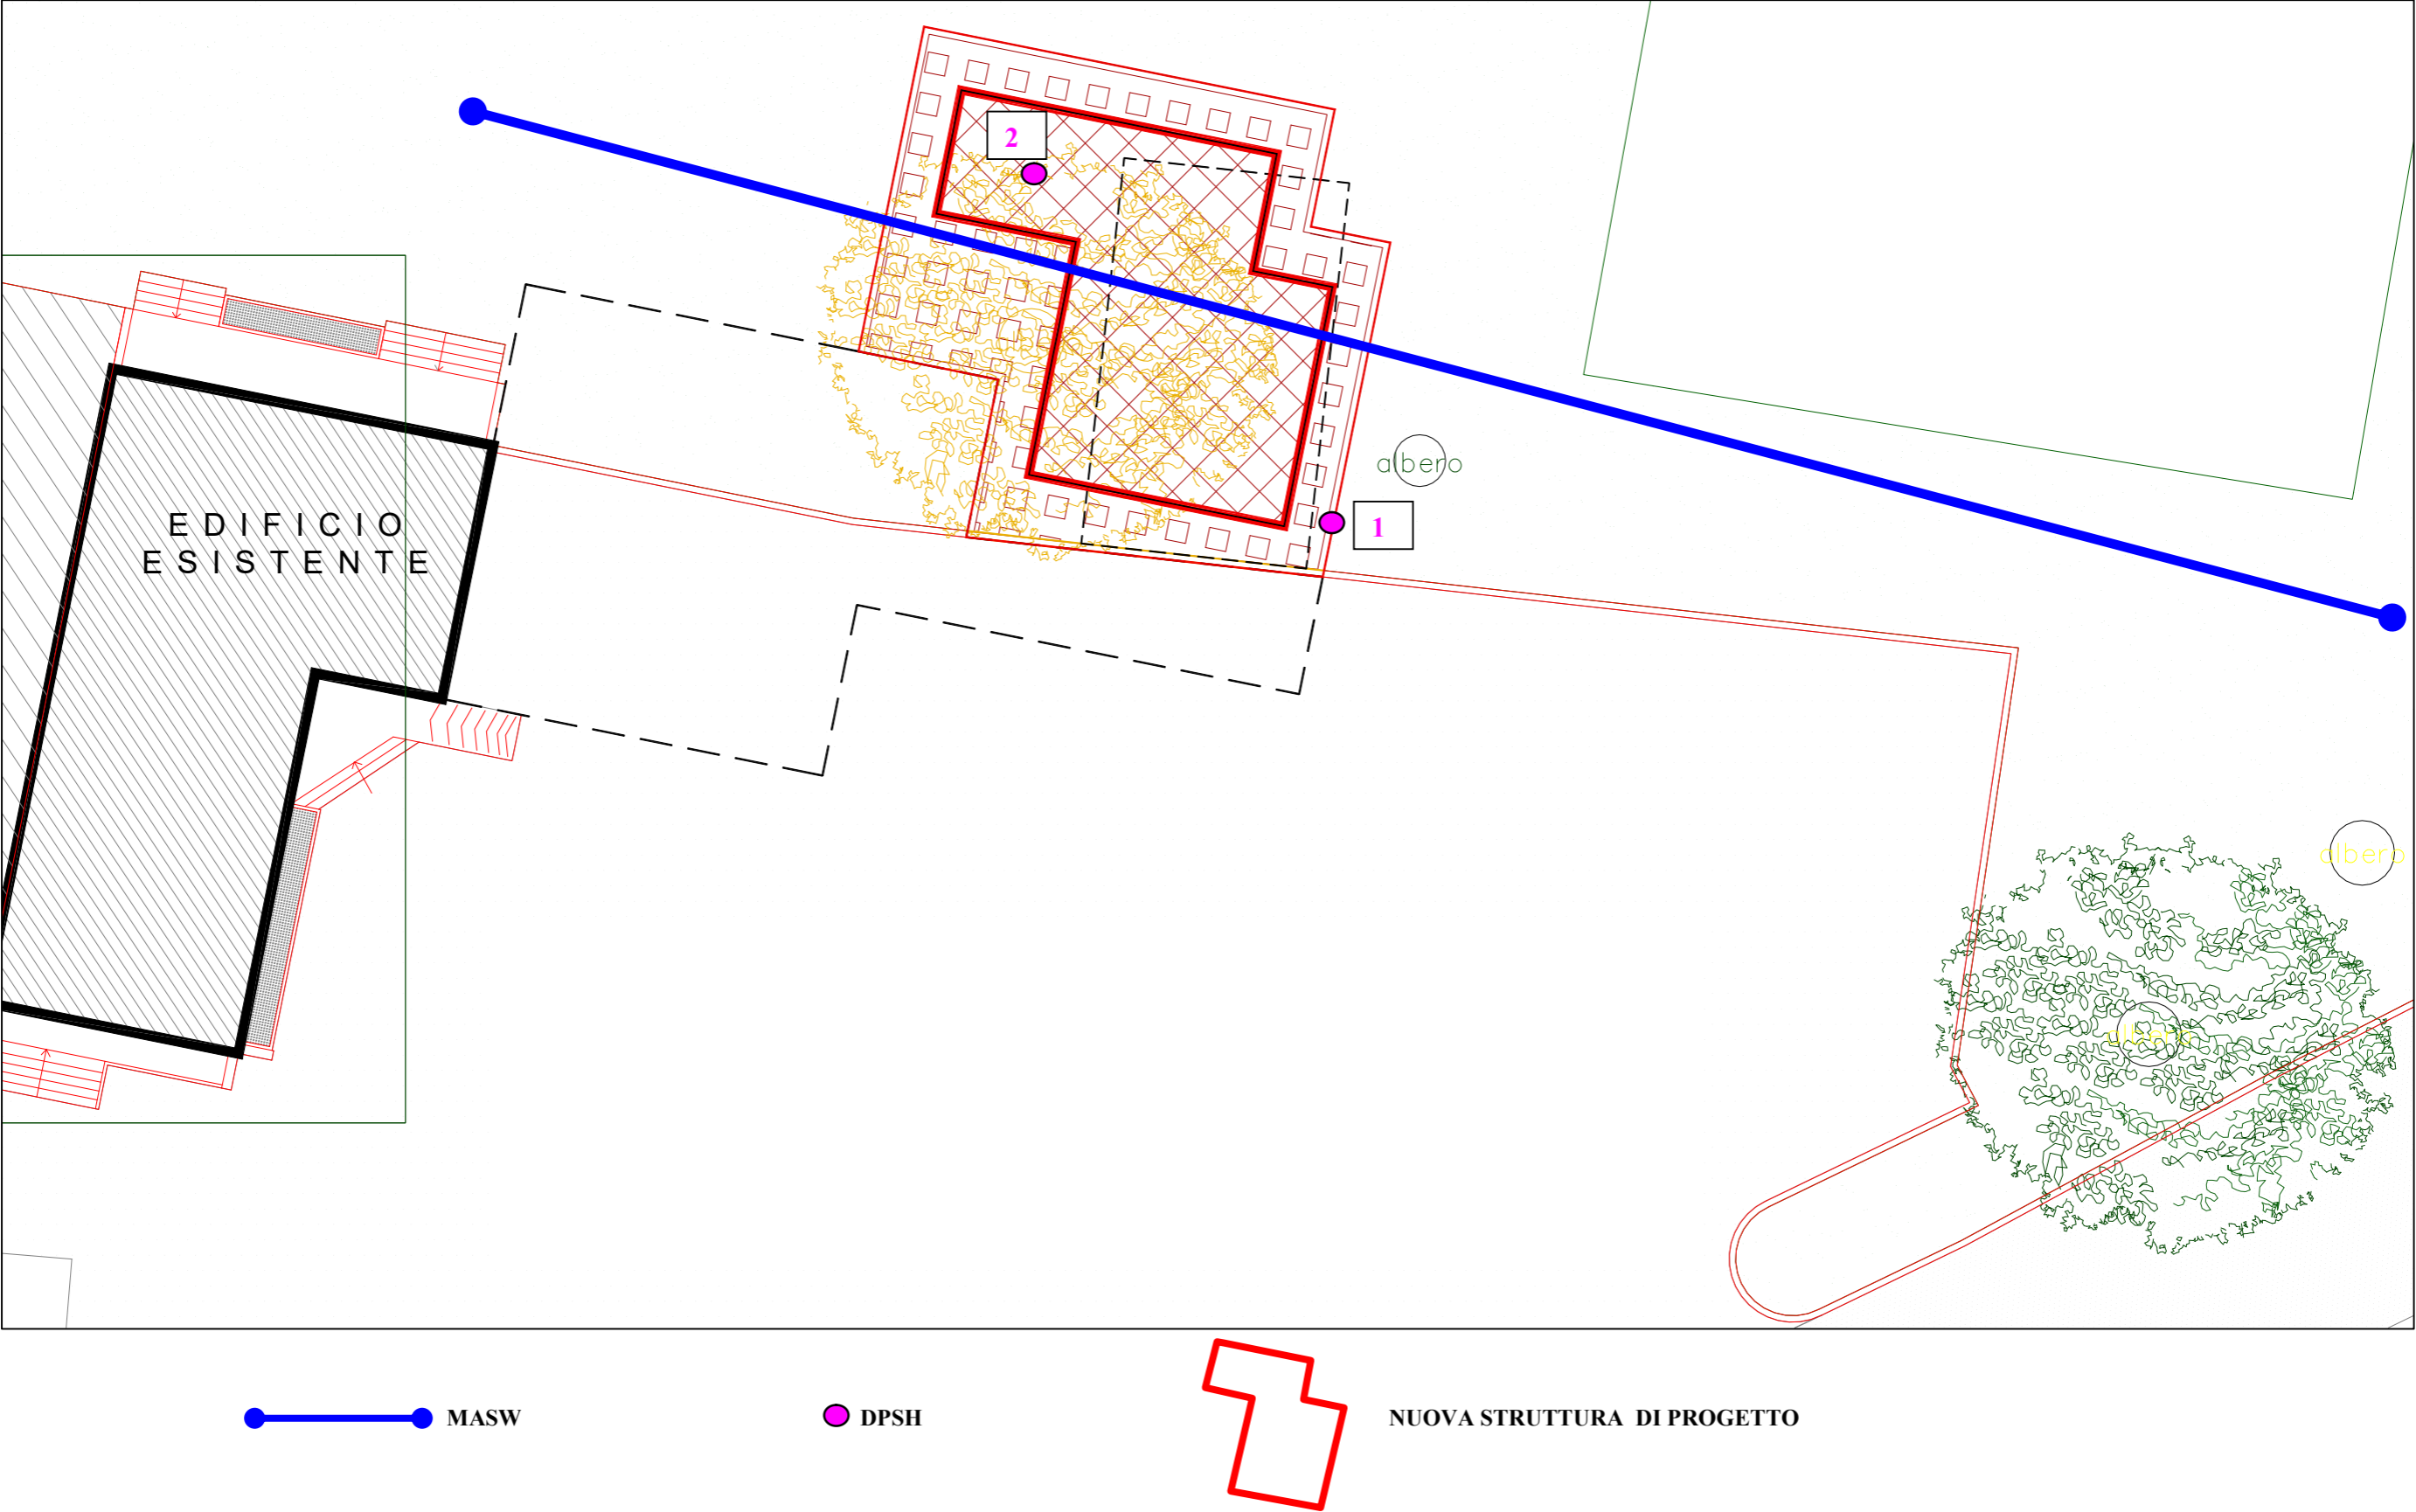 2
albero
1
EDIFICIO
ESISTENTE
albero
albero
MASW
DPSH
NUOVA STRUTTURA DI PROGETTO